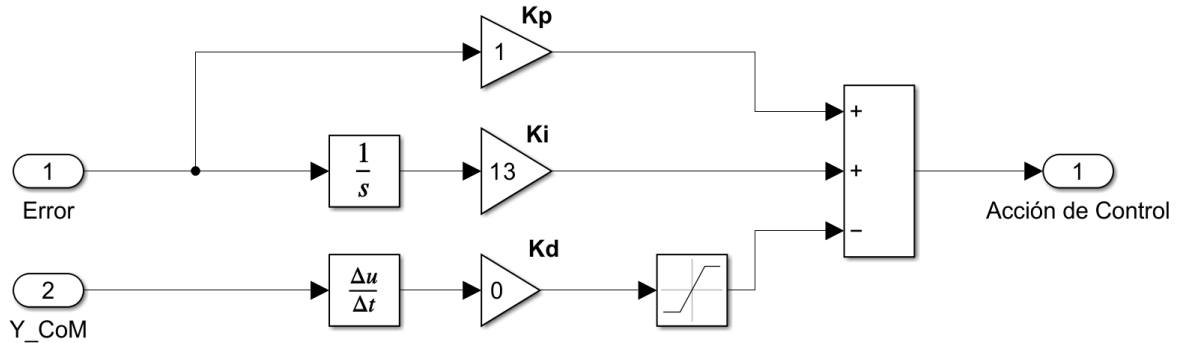 Kp
1
+
Ki
1
Error
1
s
13
+
1
Acción de Control
Kd
−
2
Y_CoM
Δu
Δt
0